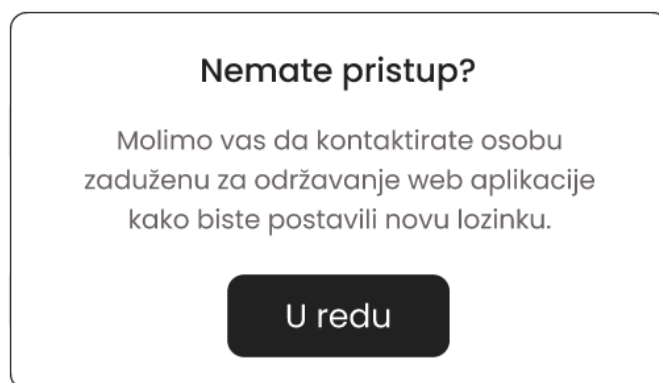 Nemate pristup?
Molimo vas da kontaktirate osobu
zaduženu za održavanje web aplikacije
kako biste postavili novu lozinku.
U redu